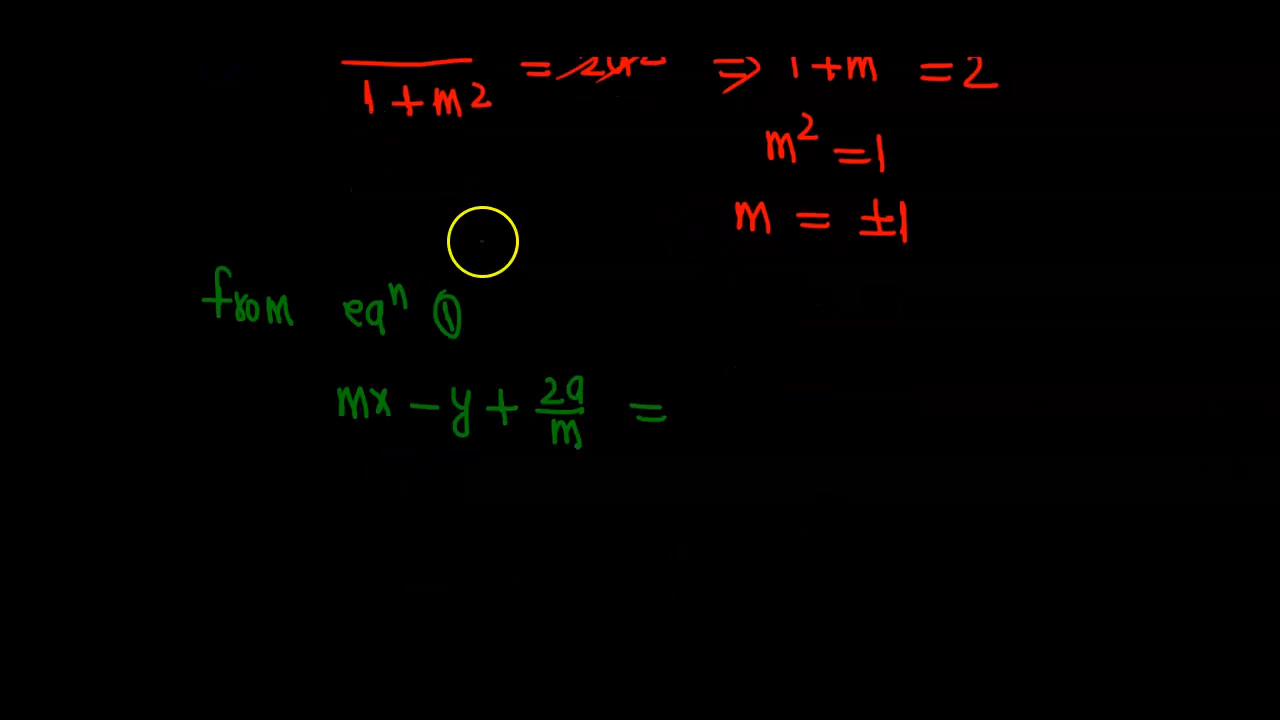 1+m² = ⇒ 1+m = 2
m² = 1
m = ±1
from eqⁿ ①
mx - y + 2a/m =